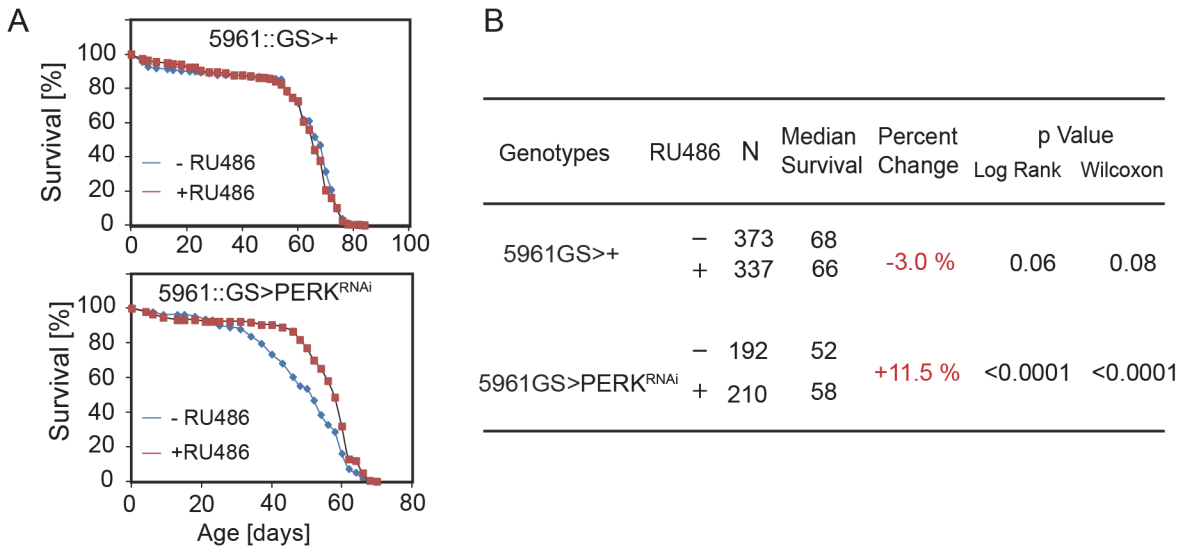 A
5961::GS>+
Survival [%]
100
80
60
40
20
0
- RU486
+RU486
0 20 40 60 80 100
5961::GS>PERKRNAi
Survival [%]
100
80
60
40
20
0
- RU486
+RU486
0 20 40 60 80
Age [days]
B
Genotypes RU486 N Median Survival Percent Change p Value
Log Rank Wilcoxon
5961GS>+ − 373 68 -3.0 % 0.06 0.08
+ 337 66
5961GS>PERKRNAi − 192 52 +11.5 % <0.0001 <0.0001
+ 210 58